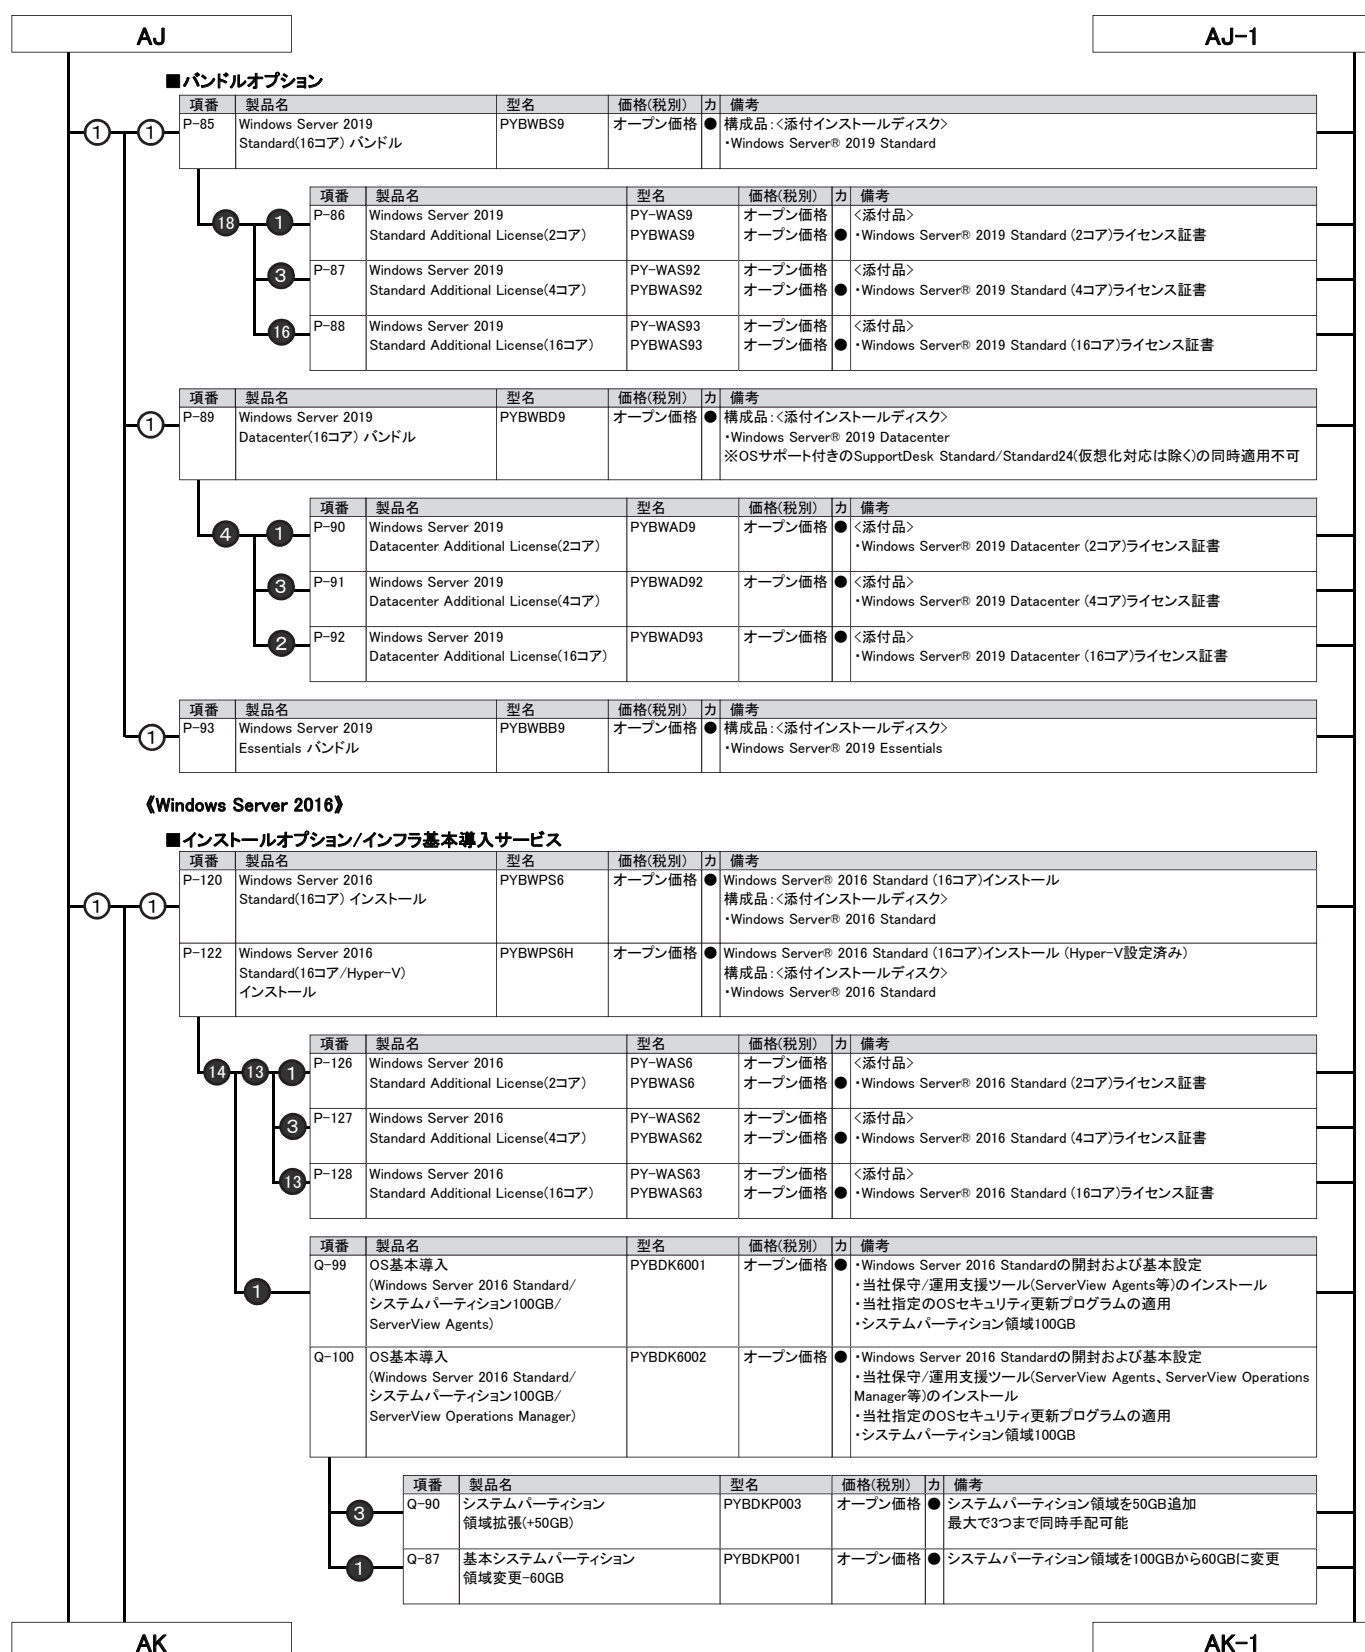 AJ
AJ-1
■バンドルオプション
項番 製品名 型名 価格(税別) カ 備考
① ① P-85 Windows Server 2019 PYBWBS9 オープン価格 ● 構成品:<添付インストールディスク>
Standard(16コア) バンドル ・Windows Server® 2019 Standard
項番 製品名 型名 価格(税別) カ 備考
18 1 P-86 Windows Server 2019 PY-WAS9 オープン価格 <添付品>
Standard Additional License(2コア) PYBWAS9 オープン価格 ● ・Windows Server® 2019 Standard (2コア)ライセンス証書
3 P-87 Windows Server 2019 PY-WAS92 オープン価格 <添付品>
Standard Additional License(4コア) PYBWAS92 オープン価格 ● ・Windows Server® 2019 Standard (4コア)ライセンス証書
16 P-88 Windows Server 2019 PY-WAS93 オープン価格 <添付品>
Standard Additional License(16コア) PYBWAS93 オープン価格 ● ・Windows Server® 2019 Standard (16コア)ライセンス証書
項番 製品名 型名 価格(税別) カ 備考
① P-89 Windows Server 2019 PYBWBD9 オープン価格 ● 構成品:<添付インストールディスク>
Datacenter(16コア) バンドル ・Windows Server® 2019 Datacenter
※OSサポート付きのSupportDesk Standard/Standard24(仮想化対応は除く)の同時適用不可
項番 製品名 型名 価格(税別) カ 備考
4 1 P-90 Windows Server 2019 PYBWAD9 オープン価格 ● <添付品>
Datacenter Additional License(2コア) ・Windows Server® 2019 Datacenter (2コア)ライセンス証書
3 P-91 Windows Server 2019 PYBWAD92 オープン価格 ● <添付品>
Datacenter Additional License(4コア) ・Windows Server® 2019 Datacenter (4コア)ライセンス証書
2 P-92 Windows Server 2019 PYBWAD93 オープン価格 ● <添付品>
Datacenter Additional License(16コア) ・Windows Server® 2019 Datacenter (16コア)ライセンス証書
項番 製品名 型名 価格(税別) カ 備考
① P-93 Windows Server 2019 PYBWBB9 オープン価格 ● 構成品:<添付インストールディスク>
Essentials バンドル ・Windows Server® 2019 Essentials
《Windows Server 2016》
■インストールオプション/インフラ基本導入サービス
項番 製品名 型名 価格(税別) カ 備考
① ① P-120 Windows Server 2016 PYBWPS6 オープン価格 ● Windows Server® 2016 Standard (16コア)インストール
Standard(16コア) インストール 構成品:<添付インストールディスク>
・Windows Server® 2016 Standard
P-122 Windows Server 2016 PYBWPS6H オープン価格 ● Windows Server® 2016 Standard (16コア)インストール (Hyper-V設定済み)
Standard(16コア/Hyper-V) 構成品:<添付インストールディスク>
インストール ・Windows Server® 2016 Standard
項番 製品名 型名 価格(税別) カ 備考
14 13 1 P-126 Windows Server 2016 PY-WAS6 オープン価格 <添付品>
Standard Additional License(2コア) PYBWAS6 オープン価格 ● ・Windows Server® 2016 Standard (2コア)ライセンス証書
3 P-127 Windows Server 2016 PY-WAS62 オープン価格 <添付品>
Standard Additional License(4コア) PYBWAS62 オープン価格 ● ・Windows Server® 2016 Standard (4コア)ライセンス証書
13 P-128 Windows Server 2016 PY-WAS63 オープン価格 <添付品>
Standard Additional License(16コア) PYBWAS63 オープン価格 ● ・Windows Server® 2016 Standard (16コア)ライセンス証書
項番 製品名 型名 価格(税別) カ 備考
1 Q-99 OS基本導入 PYBDK6001 オープン価格 ● ・Windows Server 2016 Standardの開封および基本設定
(Windows Server 2016 Standard/ ・当社保守/運用支援ツール(ServerView Agents等)のインストール
システムパーティション100GB/ ・当社指定のOSセキュリティ更新プログラムの適用
ServerView Agents) ・システムパーティション領域100GB
Q-100 OS基本導入 PYBDK6002 オープン価格 ● ・Windows Server 2016 Standardの開封および基本設定
(Windows Server 2016 Standard/ ・当社保守/運用支援ツール(ServerView Agents、ServerView Operations
システムパーティション100GB/ Manager等)のインストール
ServerView Operations Manager) ・当社指定のOSセキュリティ更新プログラムの適用
・システムパーティション領域100GB
項番 製品名 型名 価格(税別) カ 備考
3 Q-90 システムパーティション PYBDKP003 オープン価格 ● システムパーティション領域を50GB追加
領域拡張(+50GB) 最大で3つまで同時手配可能
1 Q-87 基本システムパーティション PYBDKP001 オープン価格 ● システムパーティション領域を100GBから60GBに変更
領域変更-60GB
AK
AK-1